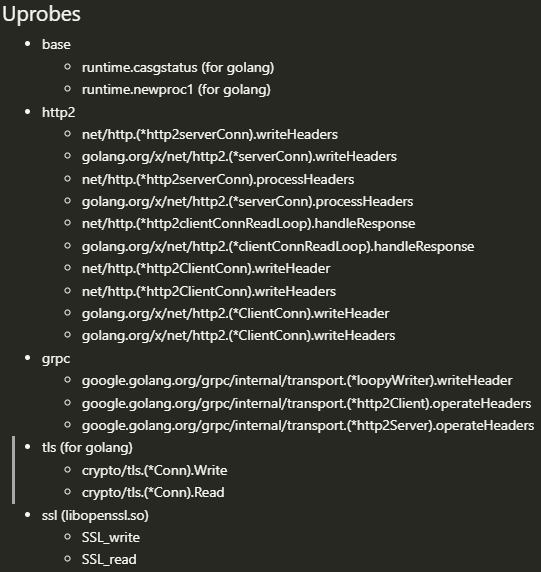 Uprobes
base
runtime.casgstatus (for golang)
runtime.newproc1 (for golang)
http2
net/http.(*http2serverConn).writeHeaders
golang.org/x/net/http2.(*serverConn).writeHeaders
net/http.(*http2serverConn).processHeaders
golang.org/x/net/http2.(*serverConn).processHeaders
net/http.(*http2clientConnReadLoop).handleResponse
golang.org/x/net/http2.(*clientConnReadLoop).handleResponse
net/http.(*http2ClientConn).writeHeader
net/http.(*http2ClientConn).writeHeaders
golang.org/x/net/http2.(*ClientConn).writeHeader
golang.org/x/net/http2.(*ClientConn).writeHeaders
grpc
google.golang.org/grpc/internal/transport.(*loopyWriter).writeHeader
google.golang.org/grpc/internal/transport.(*http2Client).operateHeaders
google.golang.org/grpc/internal/transport.(*http2Server).operateHeaders
tls (for golang)
crypto/tls.(*Conn).Write
crypto/tls.(*Conn).Read
ssl (libopenssl.so)
SSL_write
SSL_read